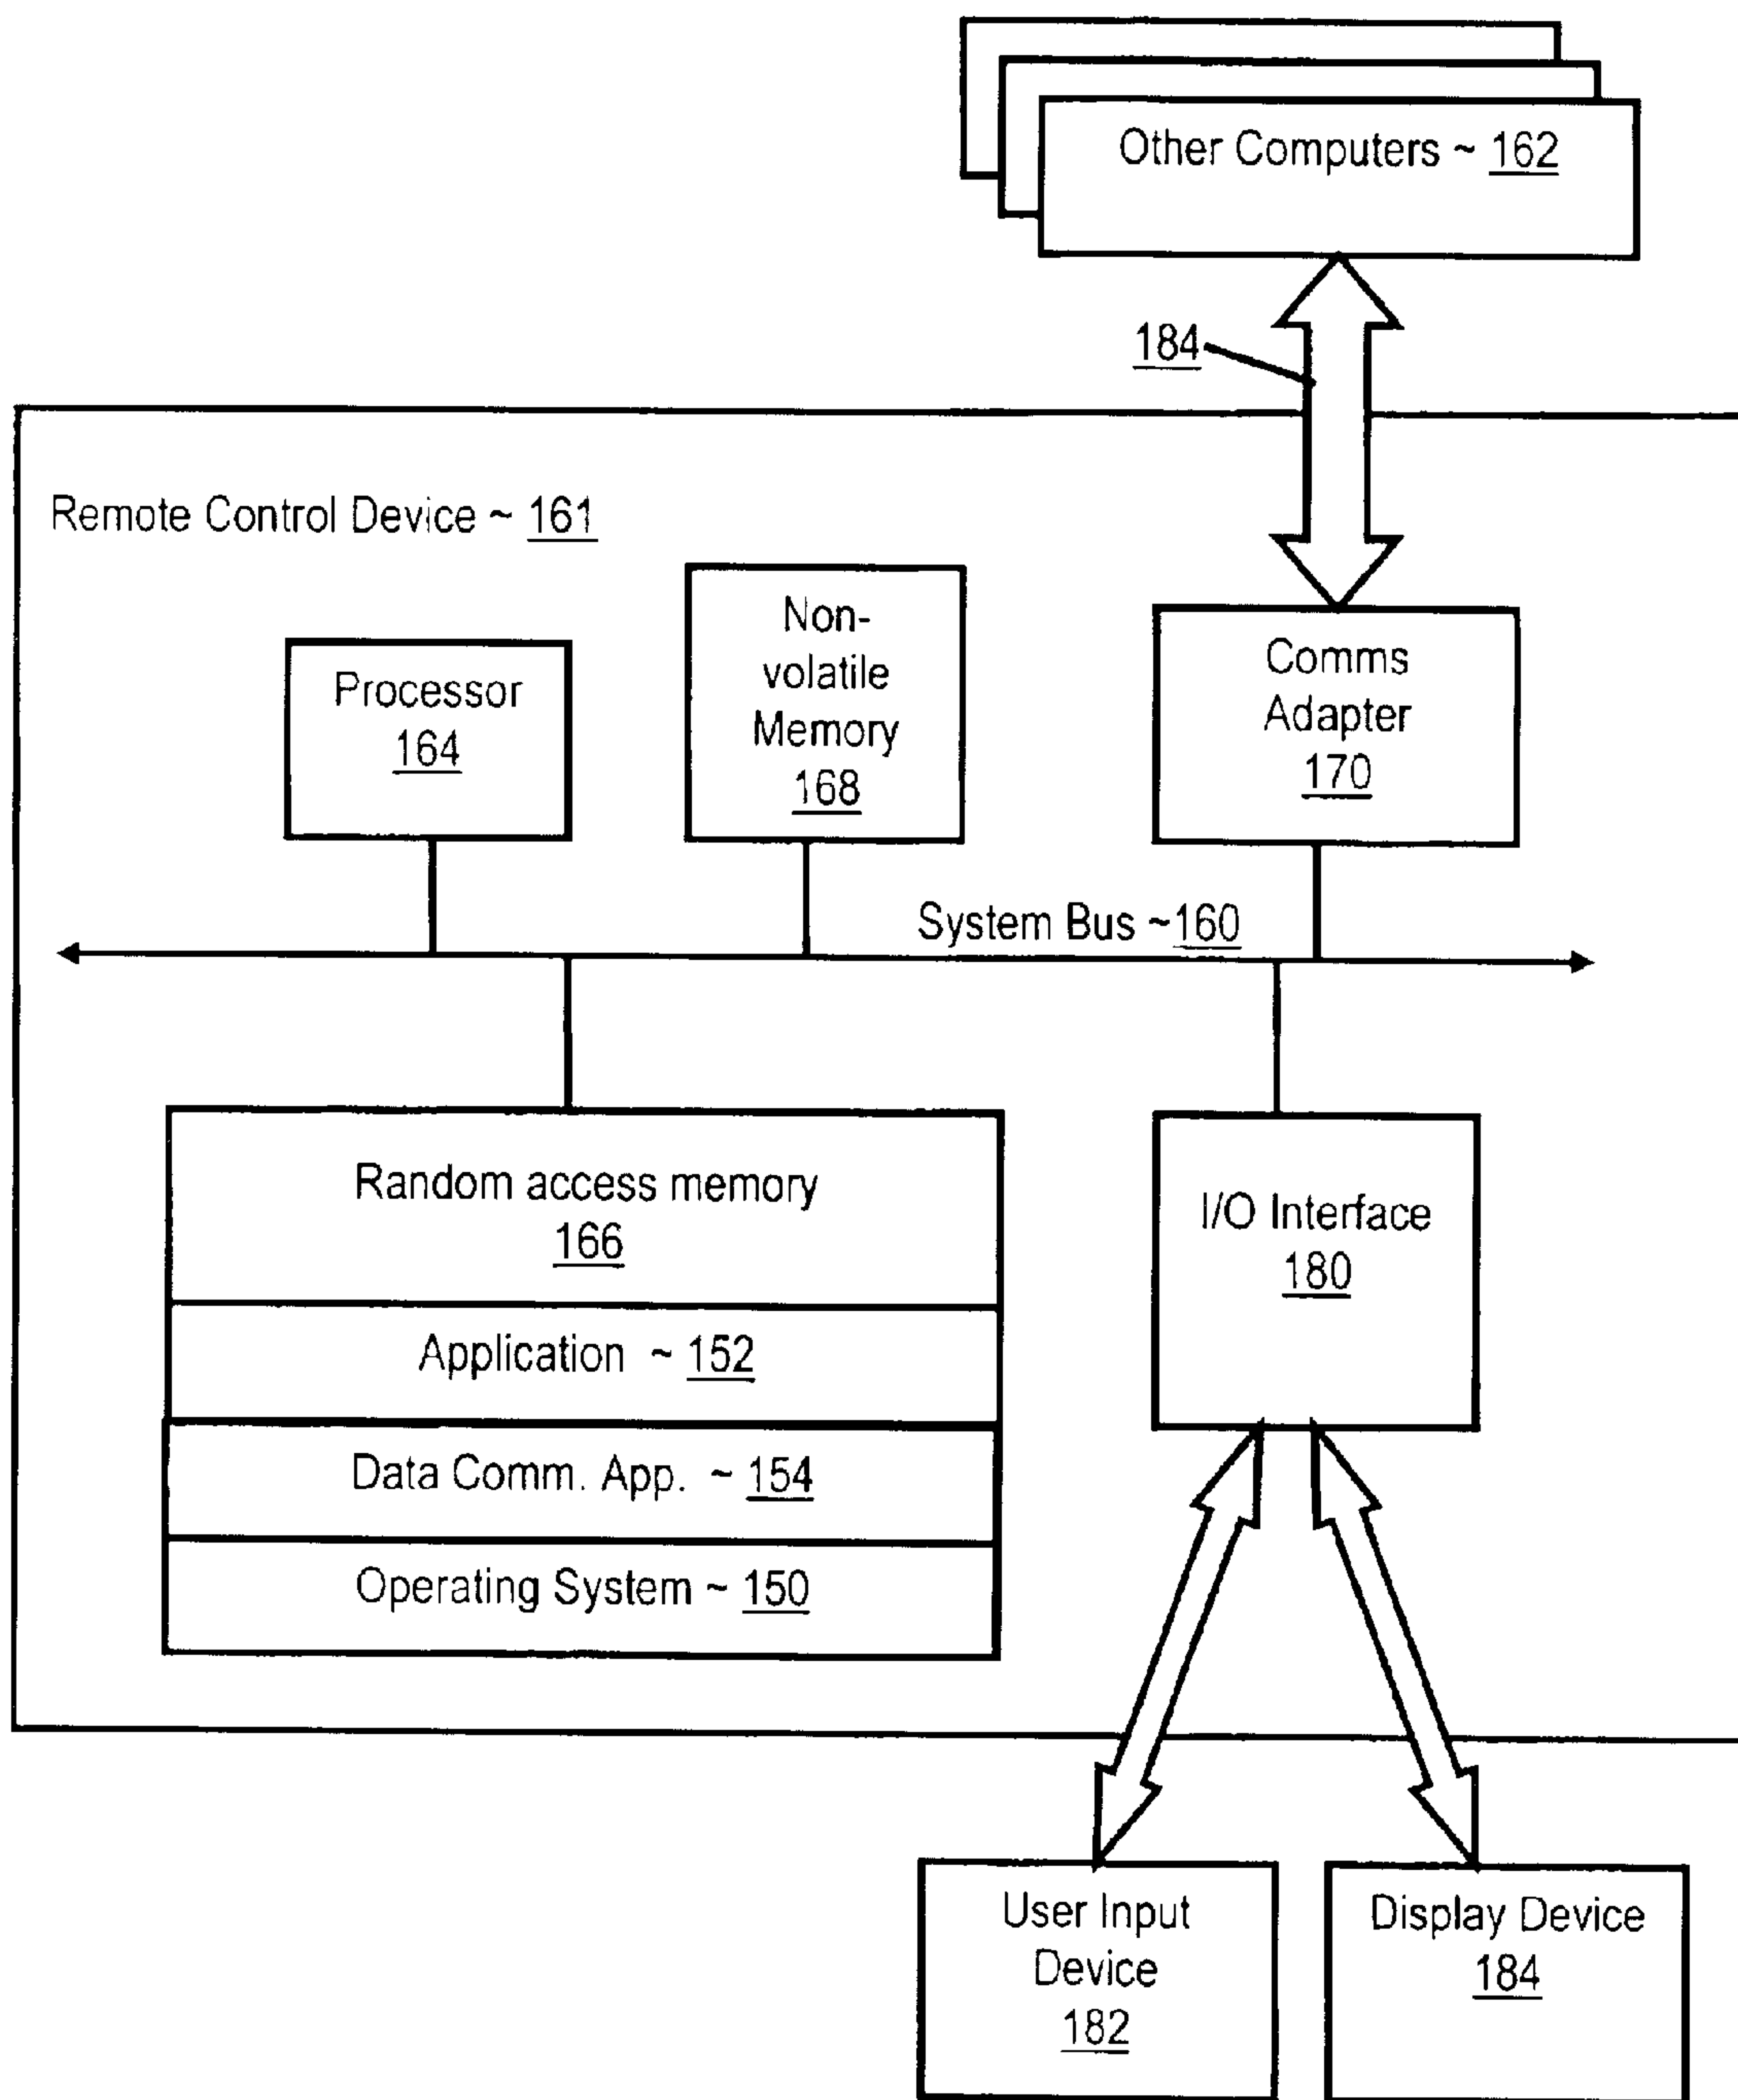 Other Computers ~ 162
184
Remote Control Device ~ 161
Non-
volatile
Memory
168
Comms
Adapter
170
Processor
164
System Bus ~160
Random access memory
166
I/O Interface
180
Application ~ 152
Data Comm. App. ~ 154
Operating System ~ 150
User Input
Device
182
Display Device
184